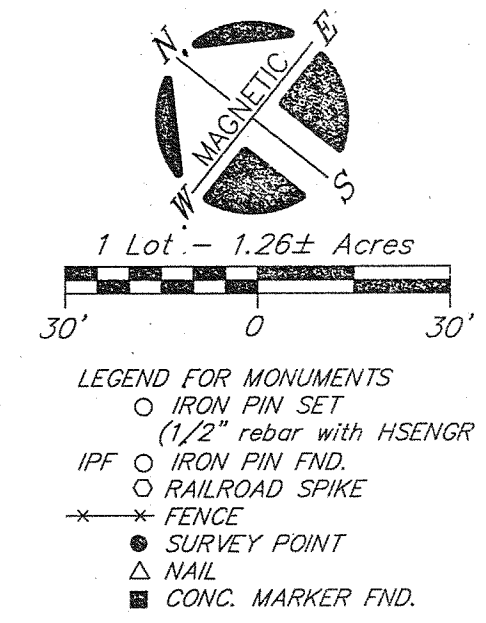 N.
E
MAGNETIC
W
S
1 Lot - 1.26± Acres
30' 0 30'
LEGEND FOR MONUMENTS
IRON PIN SET
(1/2" rebar with HSENGR
IPF IRON PIN FND.
RAILROAD SPIKE
FENCE
SURVEY POINT
NAIL
CONC. MARKER FND.